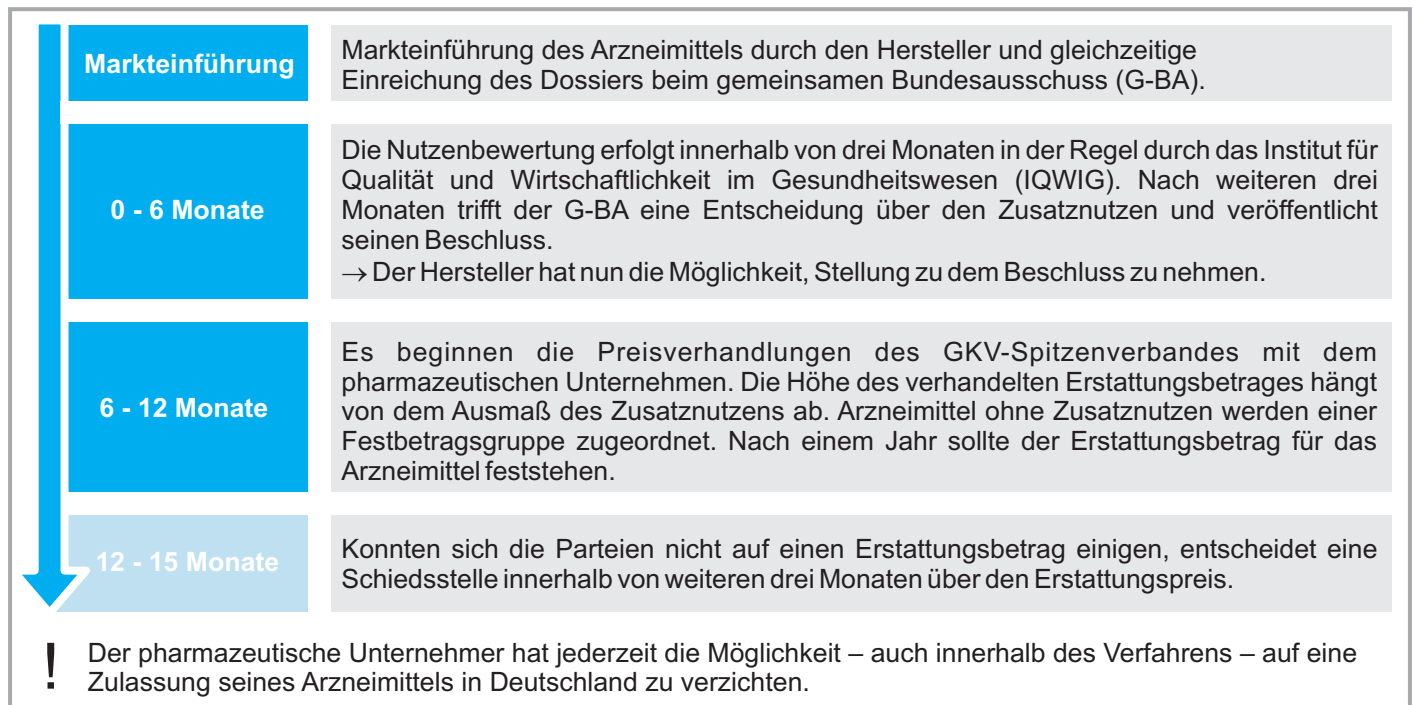 Markteinführung
Markteinführung des Arzneimittels durch den Hersteller und gleichzeitige
Einreichung des Dossiers beim gemeinsamen Bundesausschuss (G-BA).
0 - 6 Monate
Die Nutzenbewertung erfolgt innerhalb von drei Monaten in der Regel durch das Institut für
Qualität und Wirtschaftlichkeit im Gesundheitswesen (IQWIG). Nach weiteren drei
Monaten trifft der G-BA eine Entscheidung über den Zusatznutzen und veröffentlicht
seinen Beschluss.
→ Der Hersteller hat nun die Möglichkeit, Stellung zu dem Beschluss zu nehmen.
6 - 12 Monate
Es beginnen die Preisverhandlungen des GKV-Spitzenverbandes mit dem
pharmazeutischen Unternehmen. Die Höhe des verhandelten Erstattungsbetrages hängt
von dem Ausmaß des Zusatznutzens ab. Arzneimittel ohne Zusatznutzen werden einer
Festbetragsgruppe zugeordnet. Nach einem Jahr sollte der Erstattungsbetrag für das
Arzneimittel feststehen.
12 - 15 Monate
Konnten sich die Parteien nicht auf einen Erstattungsbetrag einigen, entscheidet eine
Schiedsstelle innerhalb von weiteren drei Monaten über den Erstattungspreis.
! Der pharmazeutische Unternehmer hat jederzeit die Möglichkeit – auch innerhalb des Verfahrens – auf eine
Zulassung seines Arzneimittels in Deutschland zu verzichten.